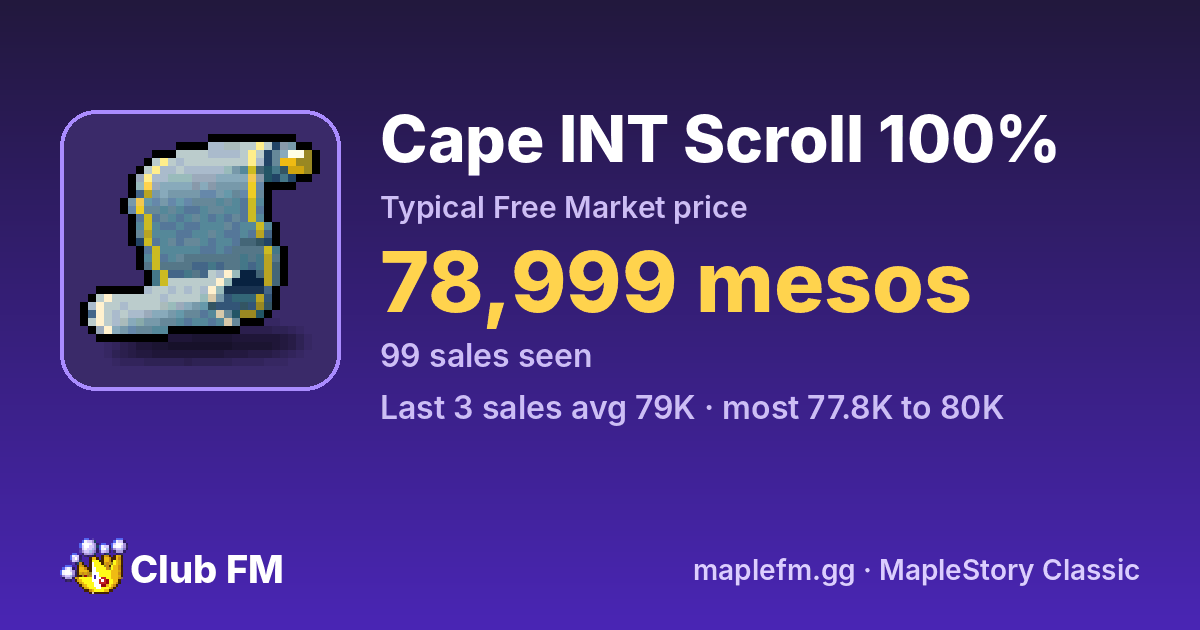 Cape INT Scroll 100%
Typical Free Market price
78,999 mesos
99 sales seen
Last 3 sales avg 79K · most 77.8K to 80K
Club FM
maplefm.gg · MapleStory Classic